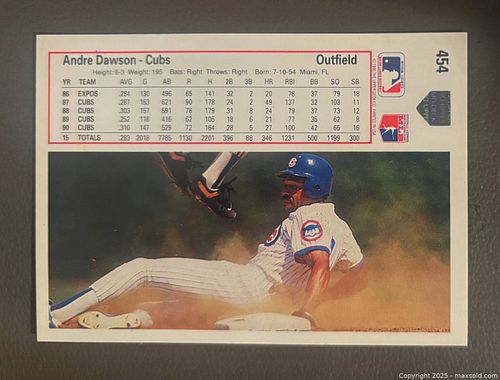 Andre Dawson - Cubs Outfield
Height: 6-3 Weight: 195 Bats: Right Throws: Right Born: 7-10-54 Miami, FL
YR TEAM AVG G AB R H 2B 3B HR RBI BB SO SB
86 EXPOS .284 130 496 65 141 32 2 20 78 37 79 18
87 CUBS .287 153 621 90 178 24 2 49 137 32 103 11
88 CUBS .303 157 591 78 179 31 8 24 79 37 73 12
89 CUBS .252 118 416 62 105 18 6 21 77 35 62 8
90 CUBS .310 147 529 72 164 28 5 27 100 42 65 16
15 TOTALS .283 2018 7785 1130 2201 396 88 346 1231 500 1199 300
454
Copyright 2025 - maxsold.com